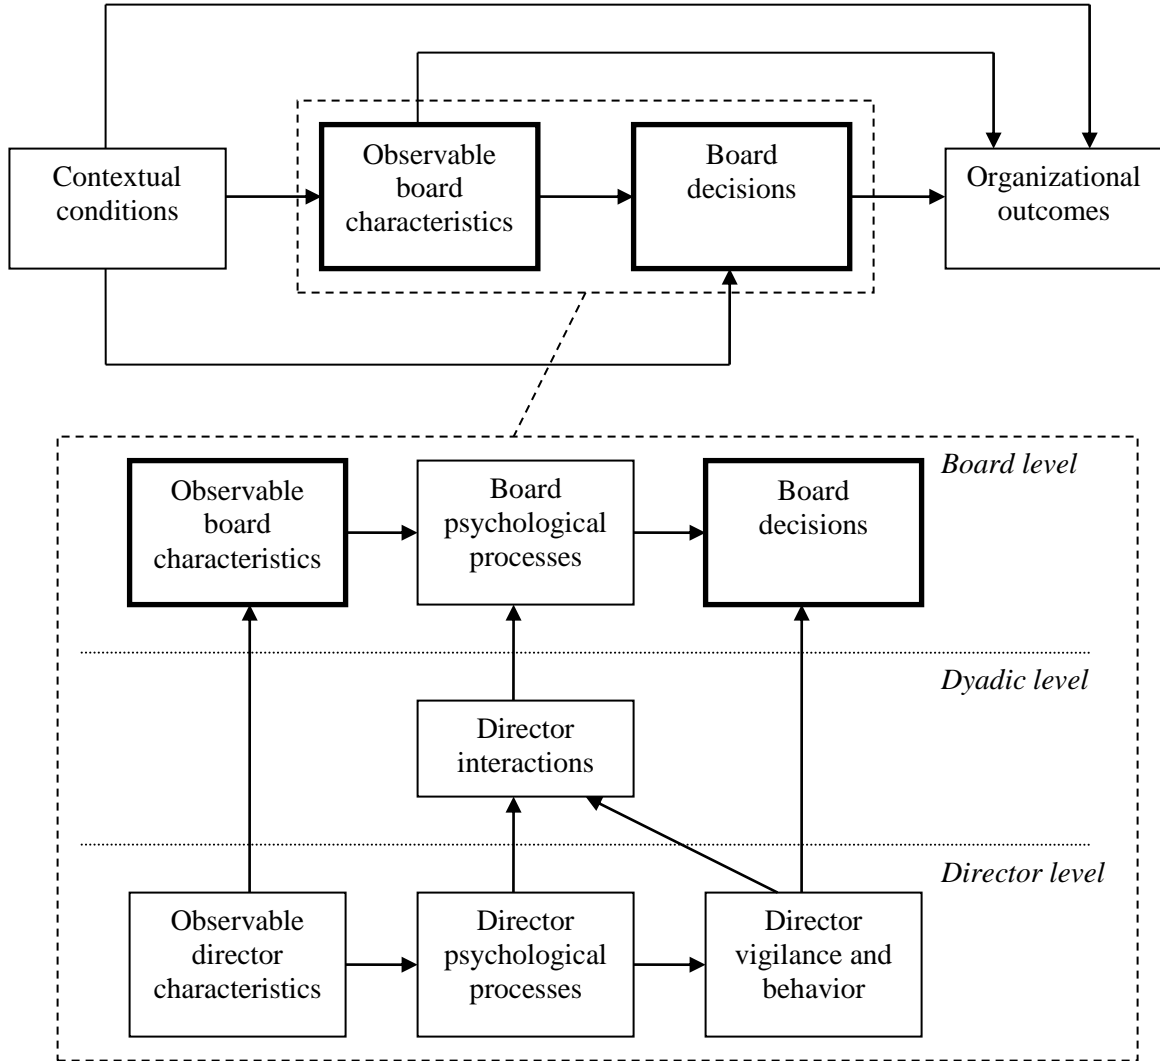 Contextual
conditions
Observable
board
characteristics
Board
decisions
Organizational
outcomes
Board level
Observable
board
characteristics
Board
psychological
processes
Board
decisions
Dyadic level
Director
interactions
Director level
Observable
director
characteristics
Director
psychological
processes
Director
vigilance and
behavior